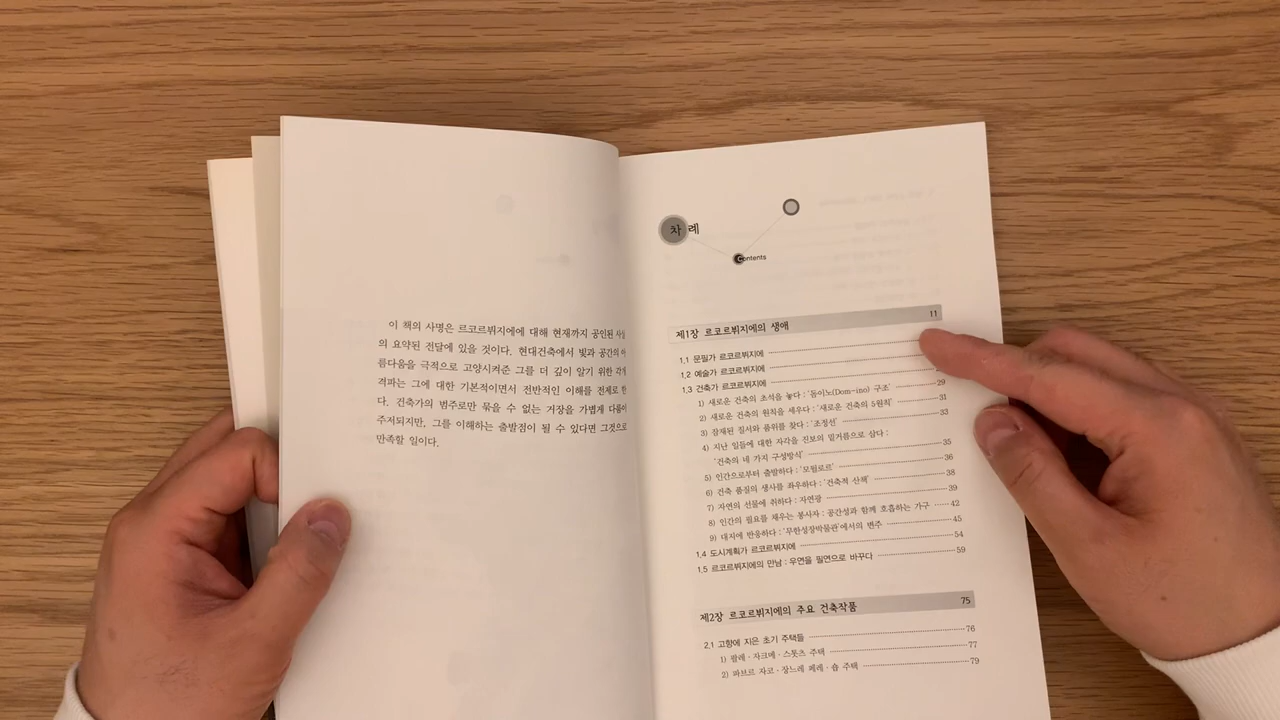 이 책의 사명은 르코르뷔지에에 대해 현재까지 공인된
의 요약된 전달에 있을 것이다. 현대건축에서 빛과 공간의
름다움을 극적으로 고양시켜준 그를 더 깊이 알기 위한
격파는 그에 대한 기본적이면서 전반적인 이해를 전제로
다. 건축가의 범주로만 묶을 수 없는 거장을 가볍게
주저되지만, 그를 이해하는 출발점이 될 수 있다면 그것으로
만족할 일이다.
차례
Contents
제1장 르코르뷔지에의 생애 11
1.1 문필가 르코르뷔지에
1.2 예술가 르코르뷔지에
1.3 건축가 르코르뷔지에
1) 새로운 건축의 초석을 놓다 : '돔이노(Dom-ino) 구조' 29
2) 새로운 건축의 원칙을 세우다 : '새로운 건축의 5원칙' 31
3) 잠재된 질서와 품위를 찾다 : '조정선' 33
4) 지난 일들에 대한 자각을 진보의 밑거름으로 삼다 :
'건축의 네 가지 구성방식' 35
5) 인간으로부터 출발하다 : '모듈로르' 36
6) 건축 품질의 생사를 좌우하다 : '건축적 산책' 38
7) 자연의 선물에 취하다 : 자연광 39
8) 인간의 필요를 채우는 봉사자 : 공간성과 함께 호흡하는 가구 42
9) 대지에 반응하다 : '무한성장박물관'에서의 변주 45
1.4 도시계획가 르코르뷔지에 54
1.5 르코르뷔지에의 만남 : 우연을 필연으로 바꾸다 59
제2장 르코르뷔지에의 주요 건축작품 75
2.1 고향에 지은 초기 주택들 76
1) 팔레·자크메·스톳츠 주택 77
2) 파브르 자코·장느레 페레·슙 주택 79